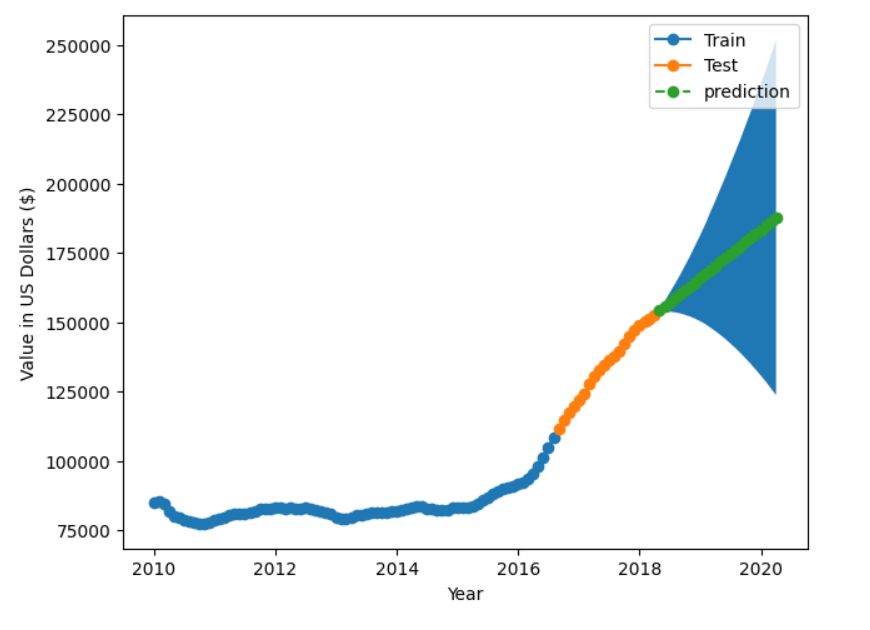 250000
225000
200000
175000
150000
125000
100000
75000
Value in US Dollars ($)
Train
Test
prediction
2010 2012 2014 2016 2018 2020
Year